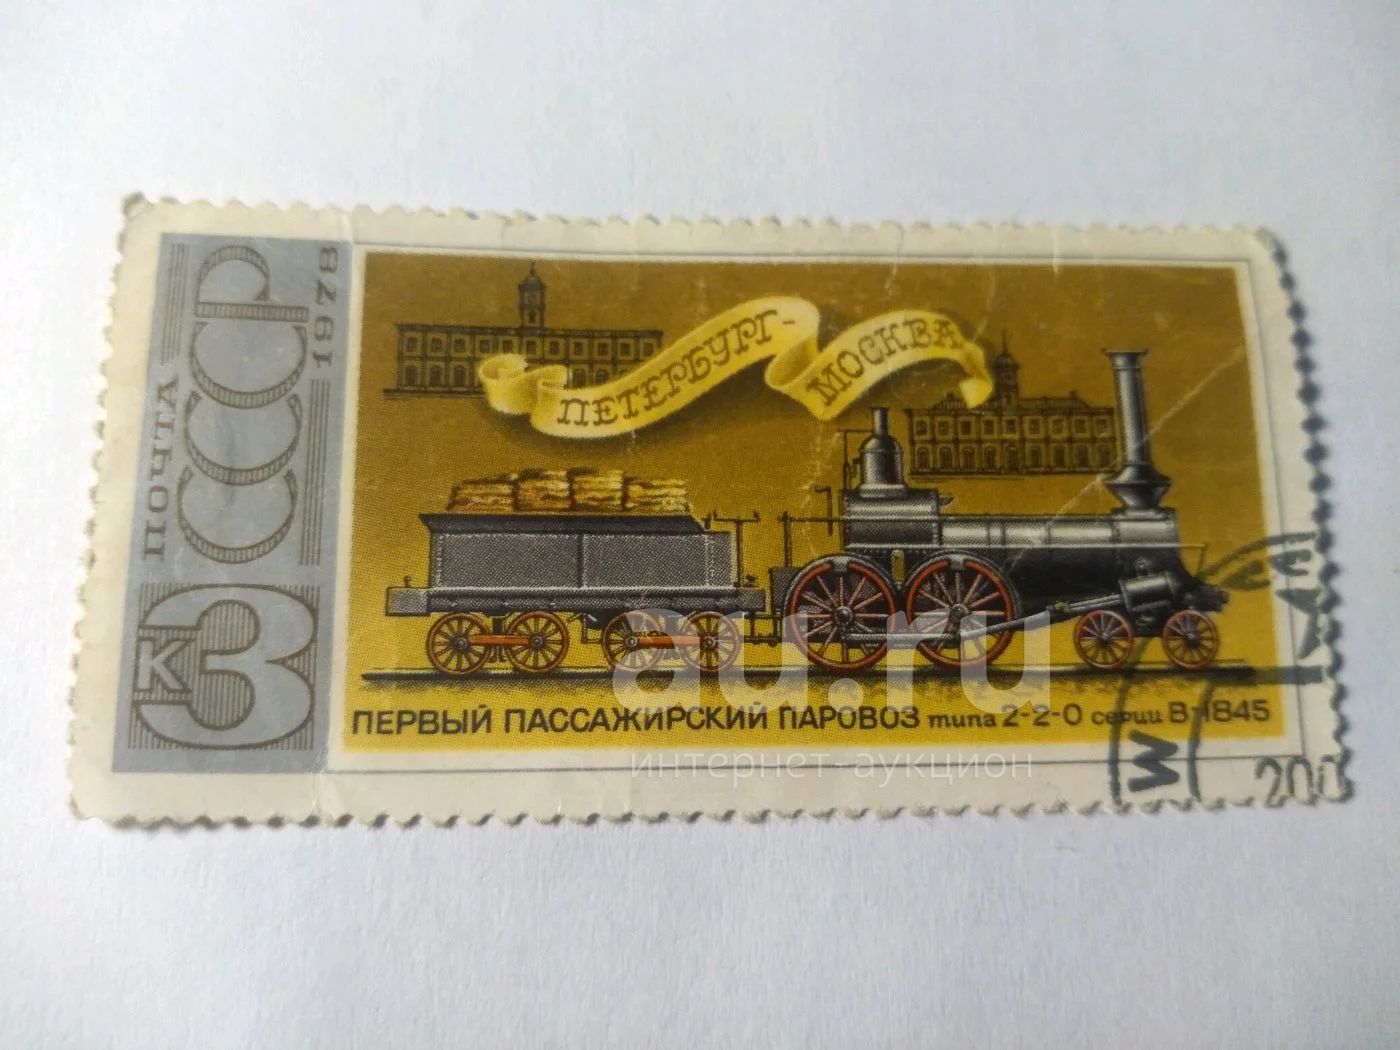 ПОЧТА
СССР
1978
3
К
ПЕТЕРБУРГ-
МОСКВА
ПЕРВЫЙ ПАССАЖИРСКИЙ ПАРОВОЗ типа 2-2-0 серии В-1845
au.ru
интернет-аукцион
W
200